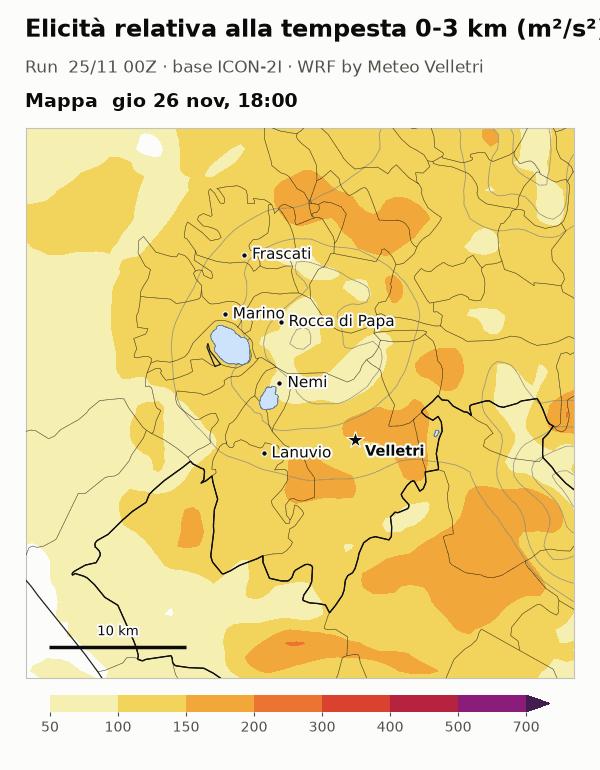 Elicità relativa alla tempesta 0-3 km (m²/s²)
Run 25/11 00Z · base ICON-2I · WRF by Meteo Velletri
Mappa gio 26 nov, 18:00
Frascati
Marino
Rocca di Papa
Nemi
Velletri
Lanuvio
10 km
50 100 150 200 300 400 500 700